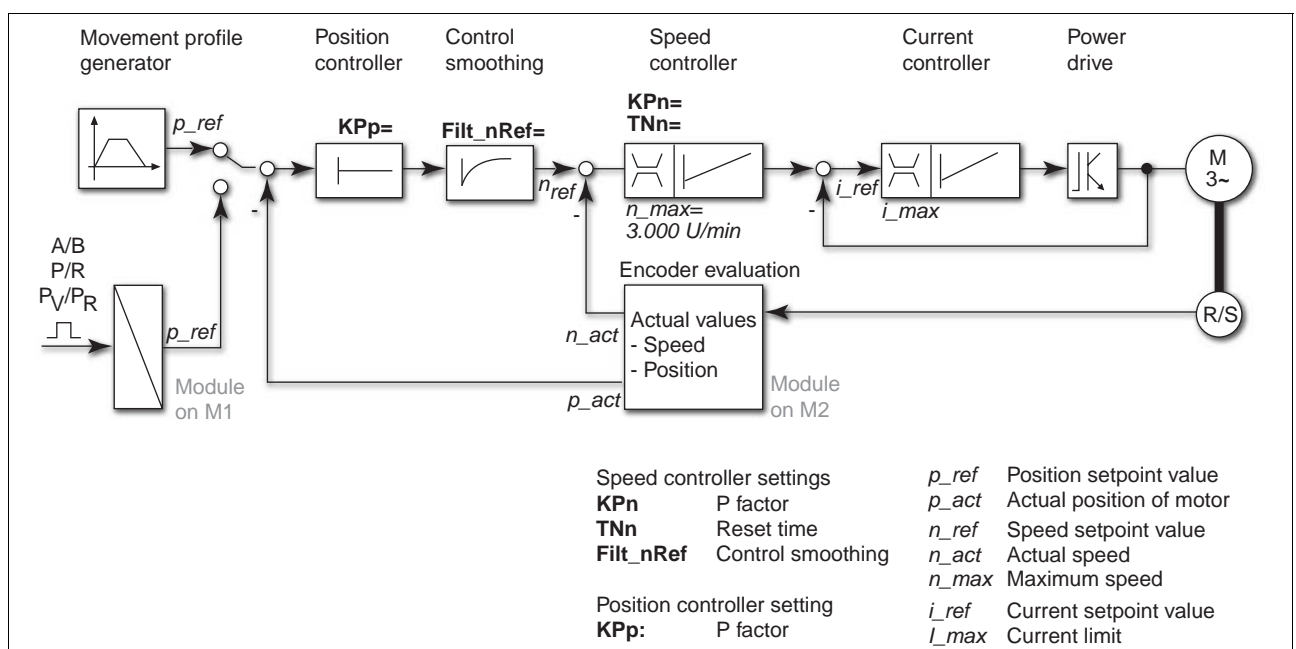 Movement profile
generator
Position
controller
Control
smoothing
Speed
controller
Current
controller
Power
drive
p_ref
KPp=
Filt_nRef=
n_ref
KPn=
TNn=
n_max=
3.000 U/min
i_ref
i_max
M
3~
-
-
-
A/B
P/R
PV/PR
p_ref
Module
on M1
Encoder evaluation
Actual values
- Speed
- Position
n_act
p_act
Module
on M2
R/S
Speed controller settings
KPn P factor
TNn Reset time
Filt_nRef Control smoothing
Position controller setting
KPp: P factor
p_ref Position setpoint value
p_act Actual position of motor
n_ref Speed setpoint value
n_act Actual speed
n_max Maximum speed
i_ref Current setpoint value
I_max Current limit